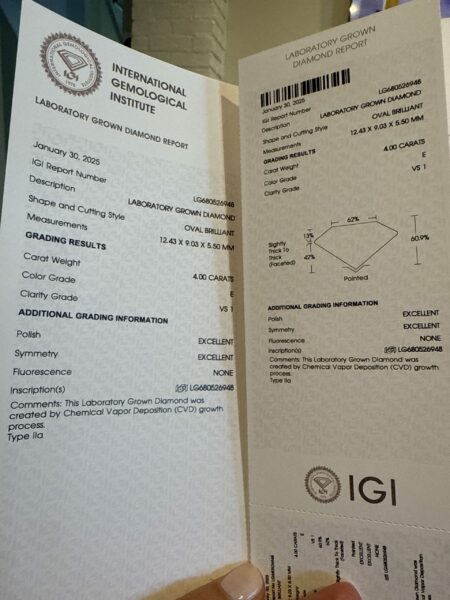 INTERNATIONAL
GEMOLOGICAL
INSTITUTE
LABORATORY GROWN DIAMOND REPORT
January 30, 2025
IGI Report Number LG680526948
Description LABORATORY GROWN DIAMOND
Shape and Cutting Style OVAL BRILLIANT
Measurements 12.43 X 9.03 X 5.50 MM
GRADING RESULTS
Carat Weight 4.00 CARATS
Color Grade E
Clarity Grade VS 1
ADDITIONAL GRADING INFORMATION
Polish EXCELLENT
Symmetry EXCELLENT
Fluorescence NONE
Inscription(s) LG680526948
Comments: This Laboratory Grown Diamond was
created by Chemical Vapor Deposition (CVD) growth
process.
Type IIa
LABORATORY GROWN
DIAMOND REPORT
January 30, 2025
IGI Report Number LG680526948
Description LABORATORY GROWN DIAMOND
Shape and Cutting Style OVAL BRILLIANT
Measurements 12.43 X 9.03 X 5.50 MM
GRADING RESULTS
Carat Weight 4.00 CARATS
Color Grade E
Clarity Grade VS 1
62%
13%
Slightly
Thick To
Thick
(Faceted)
42%
60.9%
Pointed
ADDITIONAL GRADING INFORMATION
Polish EXCELLENT
Symmetry EXCELLENT
Fluorescence NONE
Inscription(s) LG680526948
Comments: This Laboratory Grown Diamond was
created by Chemical Vapor Deposition (CVD) growth
process.
Type IIa
IGI